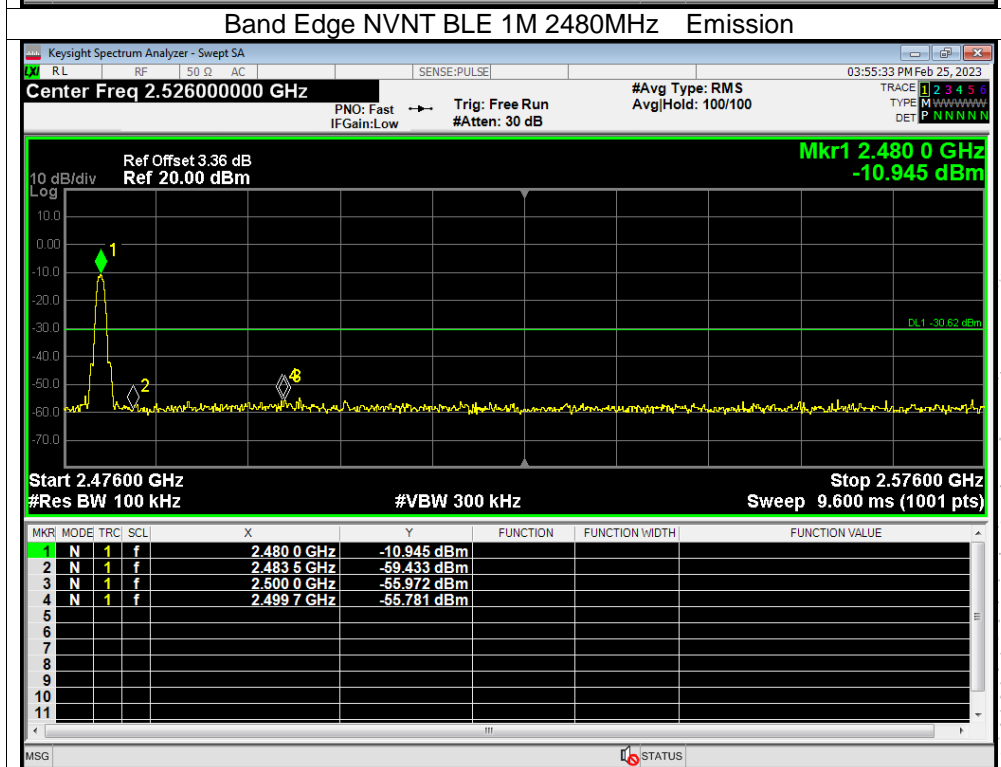 Band Edge NVNT BLE 1M 2480MHz Emission
Keysight Spectrum Analyzer - Swept SA
LXI RL RF 50 Ω AC SENSE:PULSE 03:55:33 PM Feb 25, 2023
Center Freq 2.526000000 GHz #Avg Type: RMS TRACE 1 2 3 4 5 6
PNO: Fast Trig: Free Run Avg|Hold: 100/100 TYPE M WWWWW
IFGain:Low #Atten: 30 dB DET P N N N N N
Mkr1 2.480 0 GHz
-10.945 dBm
Ref Offset 3.36 dB
10 dB/div Ref 20.00 dBm
Log
10.0
0.00
1
-10.0
-20.0
-30.0
DL1 -30.62 dBm
-40.0
-50.0
2
4
3
-60.0
-70.0
Start 2.47600 GHz Stop 2.57600 GHz
#Res BW 100 kHz #VBW 300 kHz Sweep 9.600 ms (1001 pts)
MKR MODE TRC SCL X Y FUNCTION FUNCTION WIDTH FUNCTION VALUE
1 N 1 f 2.480 0 GHz -10.945 dBm
2 N 1 f 2.483 5 GHz -59.433 dBm
3 N 1 f 2.500 0 GHz -55.972 dBm
4 N 1 f 2.499 7 GHz -55.781 dBm
5
6
7
8
9
10
11
MSG STATUS